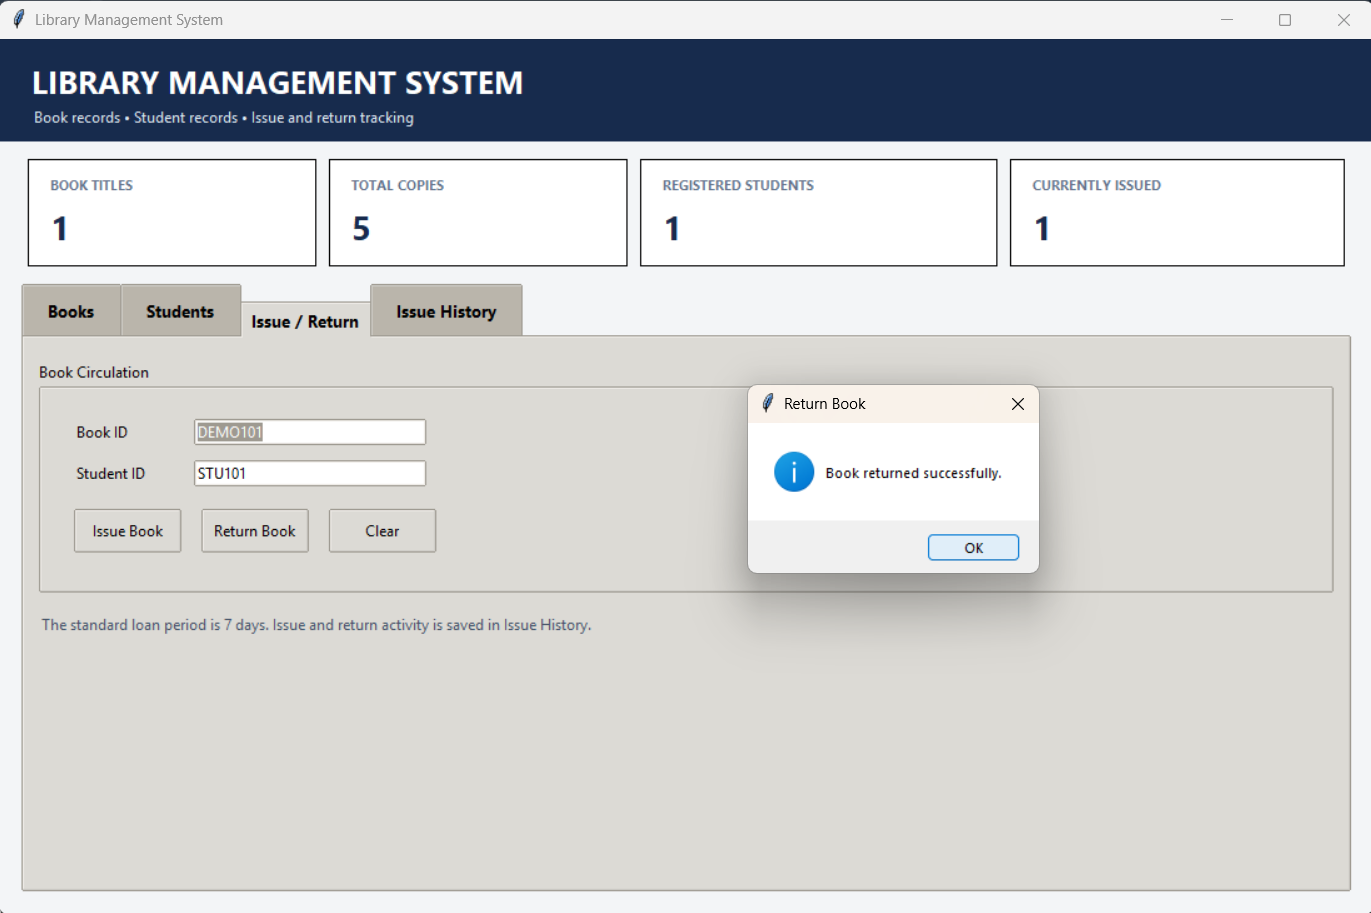 Library Management System
LIBRARY MANAGEMENT SYSTEM
Book records • Student records • Issue and return tracking
BOOK TITLES
1
TOTAL COPIES
5
REGISTERED STUDENTS
1
CURRENTLY ISSUED
1
Books
Students
Issue / Return
Issue History
Book Circulation
Book ID
DEMO101
Student ID
STU101
Issue Book
Return Book
Clear
Return Book
Book returned successfully.
OK
The standard loan period is 7 days. Issue and return activity is saved in Issue History.